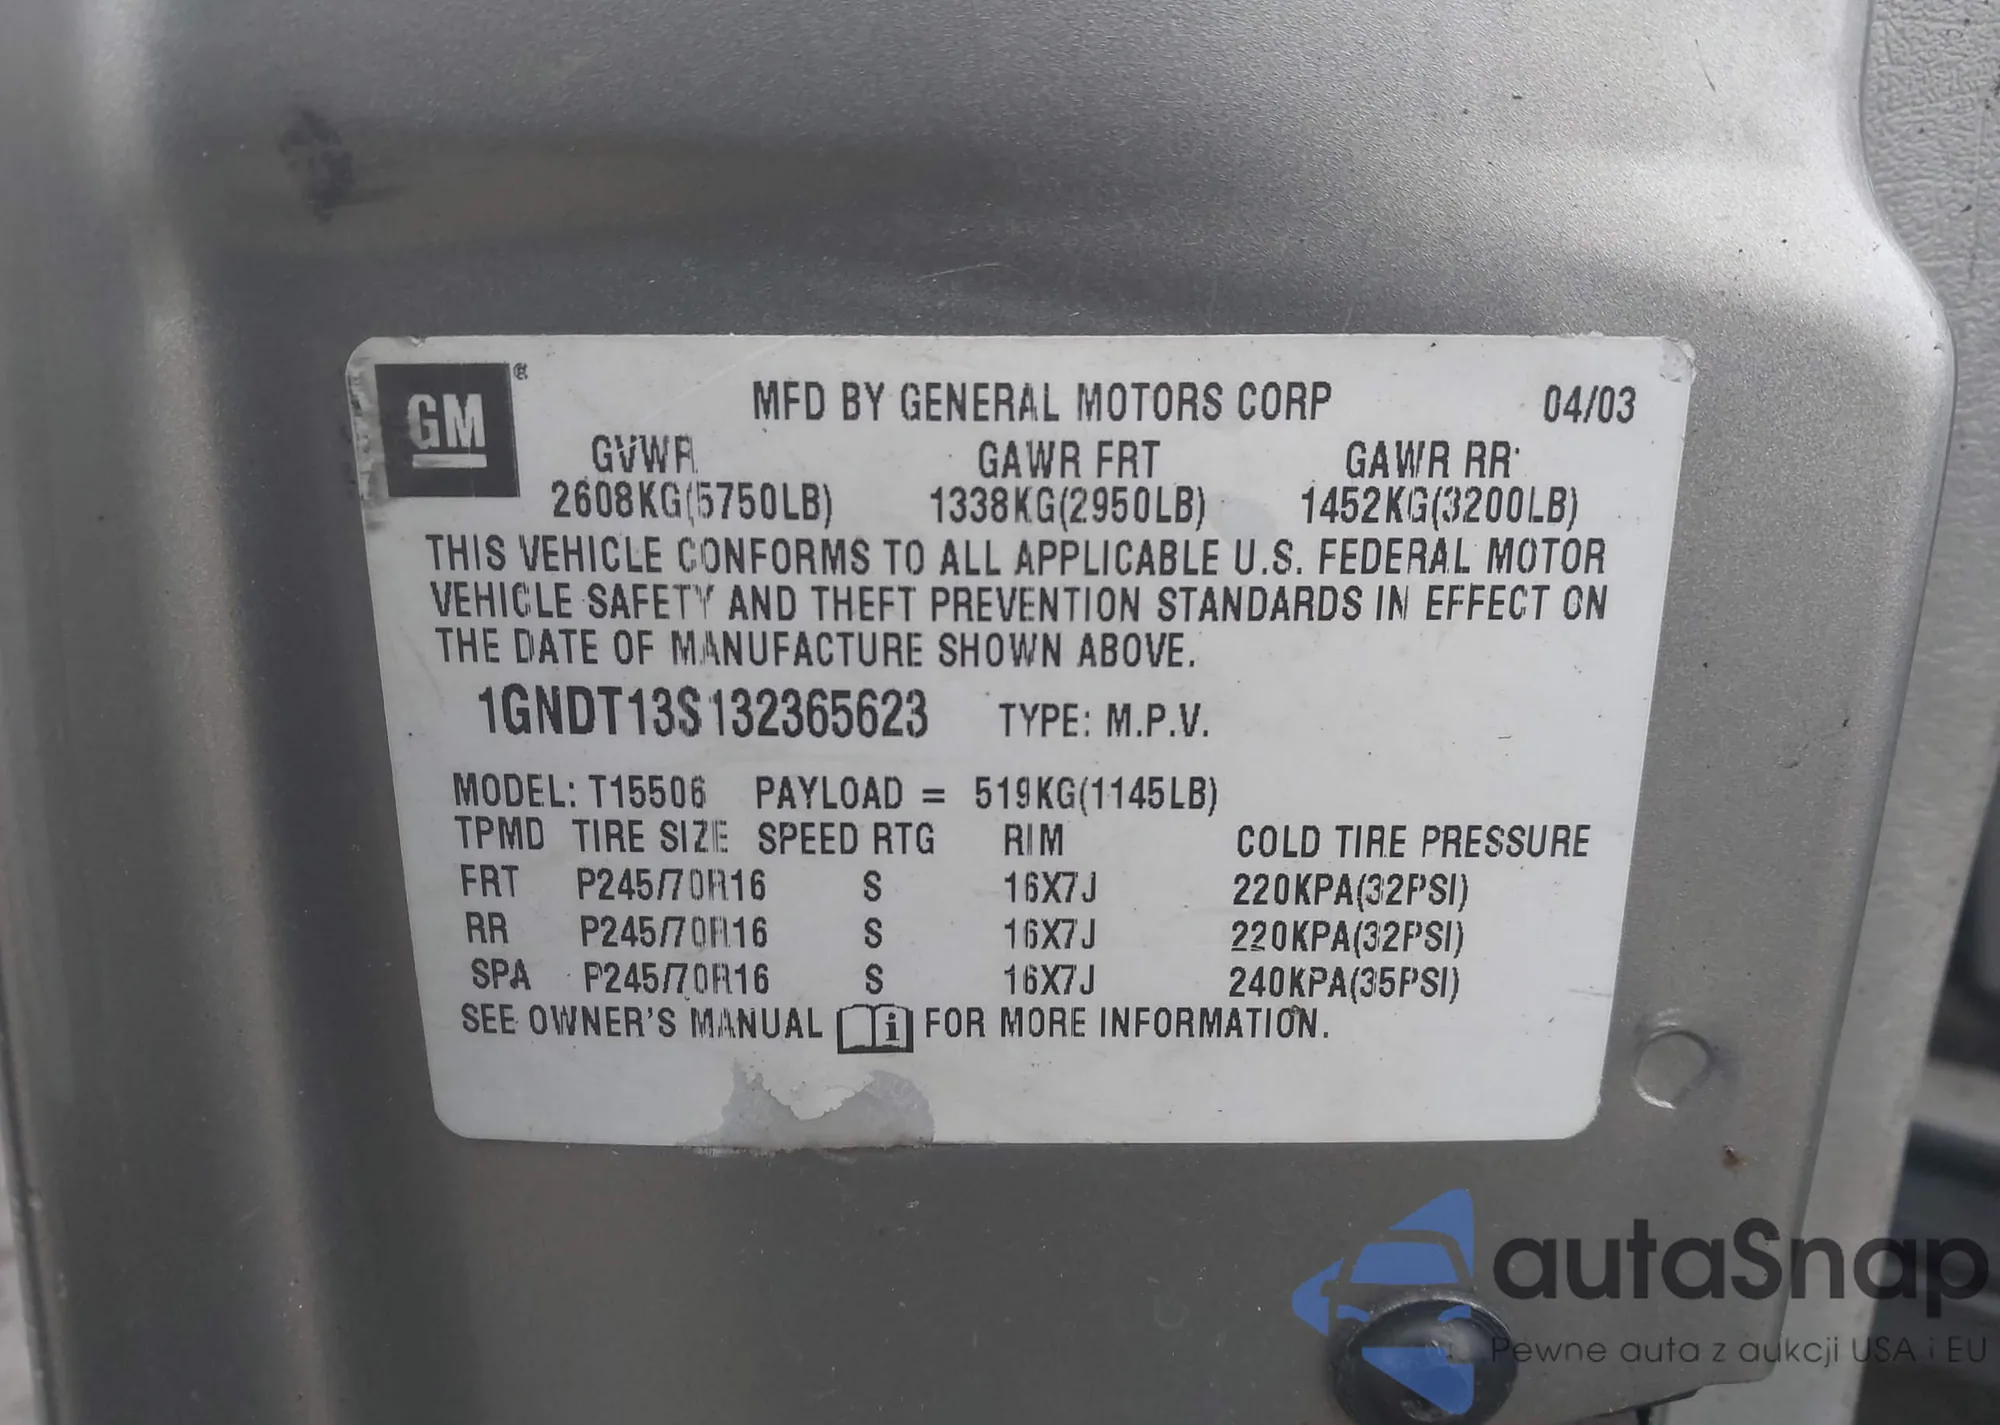 GM®
MFD BY GENERAL MOTORS CORP 04/03
GVWR GAWR FRT GAWR RR
2608KG(5750LB) 1338KG(2950LB) 1452KG(3200LB)
THIS VEHICLE CONFORMS TO ALL APPLICABLE U.S. FEDERAL MOTOR
VEHICLE SAFETY AND THEFT PREVENTION STANDARDS IN EFFECT ON
THE DATE OF MANUFACTURE SHOWN ABOVE.
1GNDT13S132365623 TYPE: M.P.V.
MODEL: T15506 PAYLOAD = 519KG(1145LB)
TPMD TIRE SIZE SPEED RTG RIM COLD TIRE PRESSURE
FRT P245/70R16 S 16X7J 220KPA(32PSI)
RR P245/70R16 S 16X7J 220KPA(32PSI)
SPA P245/70R16 S 16X7J 240KPA(35PSI)
SEE OWNER'S MANUAL i FOR MORE INFORMATION.
autaSnap
Pewne auta z aukcji USA i EU